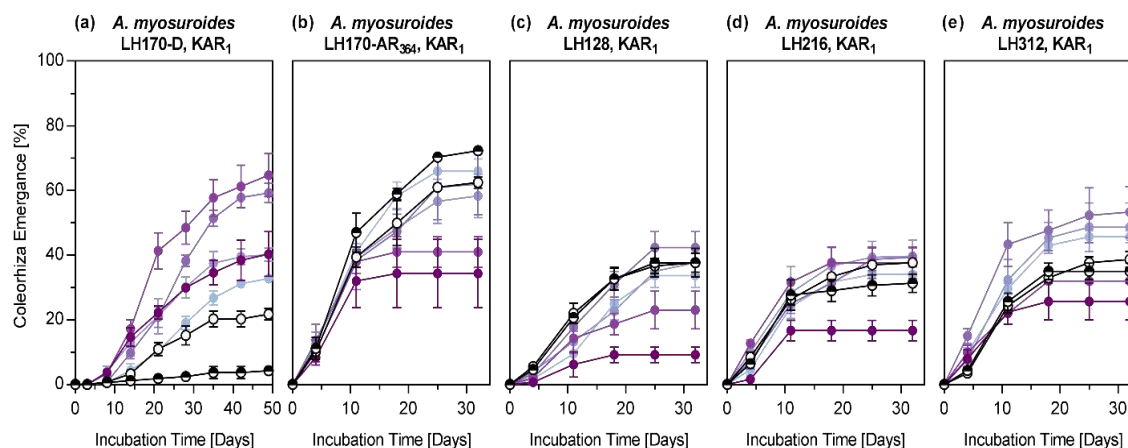 (a) A. myosuroides
LH170-D, KAR₁
(b) A. myosuroides
LH170-AR₃₆₄, KAR₁
(c) A. myosuroides
LH128, KAR₁
(d) A. myosuroides
LH216, KAR₁
(e) A. myosuroides
LH312, KAR₁
Coleorhiza Emergance [%]
100
80
60
40
20
0
0 10 20 30 40 50
0 10 20 30
0 10 20 30
0 10 20 30
0 10 20 30
Incubation Time [Days]
Incubation Time [Days]
Incubation Time [Days]
Incubation Time [Days]
Incubation Time [Days]